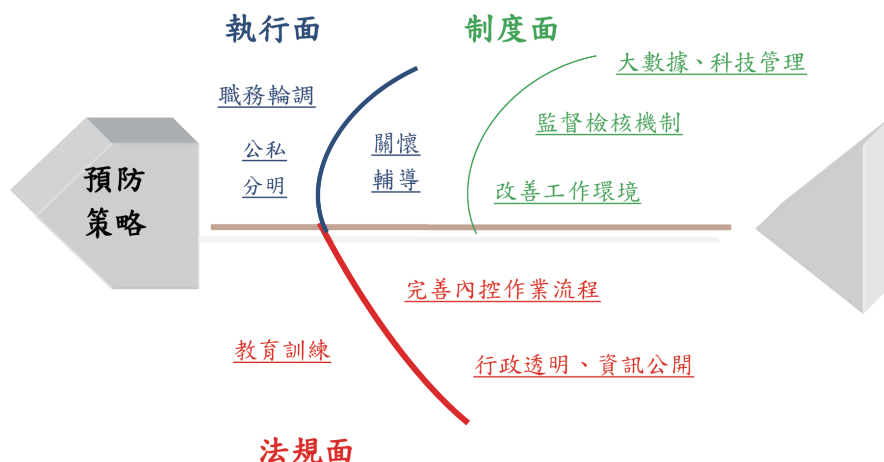 執行面
制度面
大數據、科技管理
職務輪調
監督檢核機制
公私
分明
關懷
輔導
改善工作環境
預防
策略
完善內控作業流程
教育訓練
行政透明、資訊公開
法規面